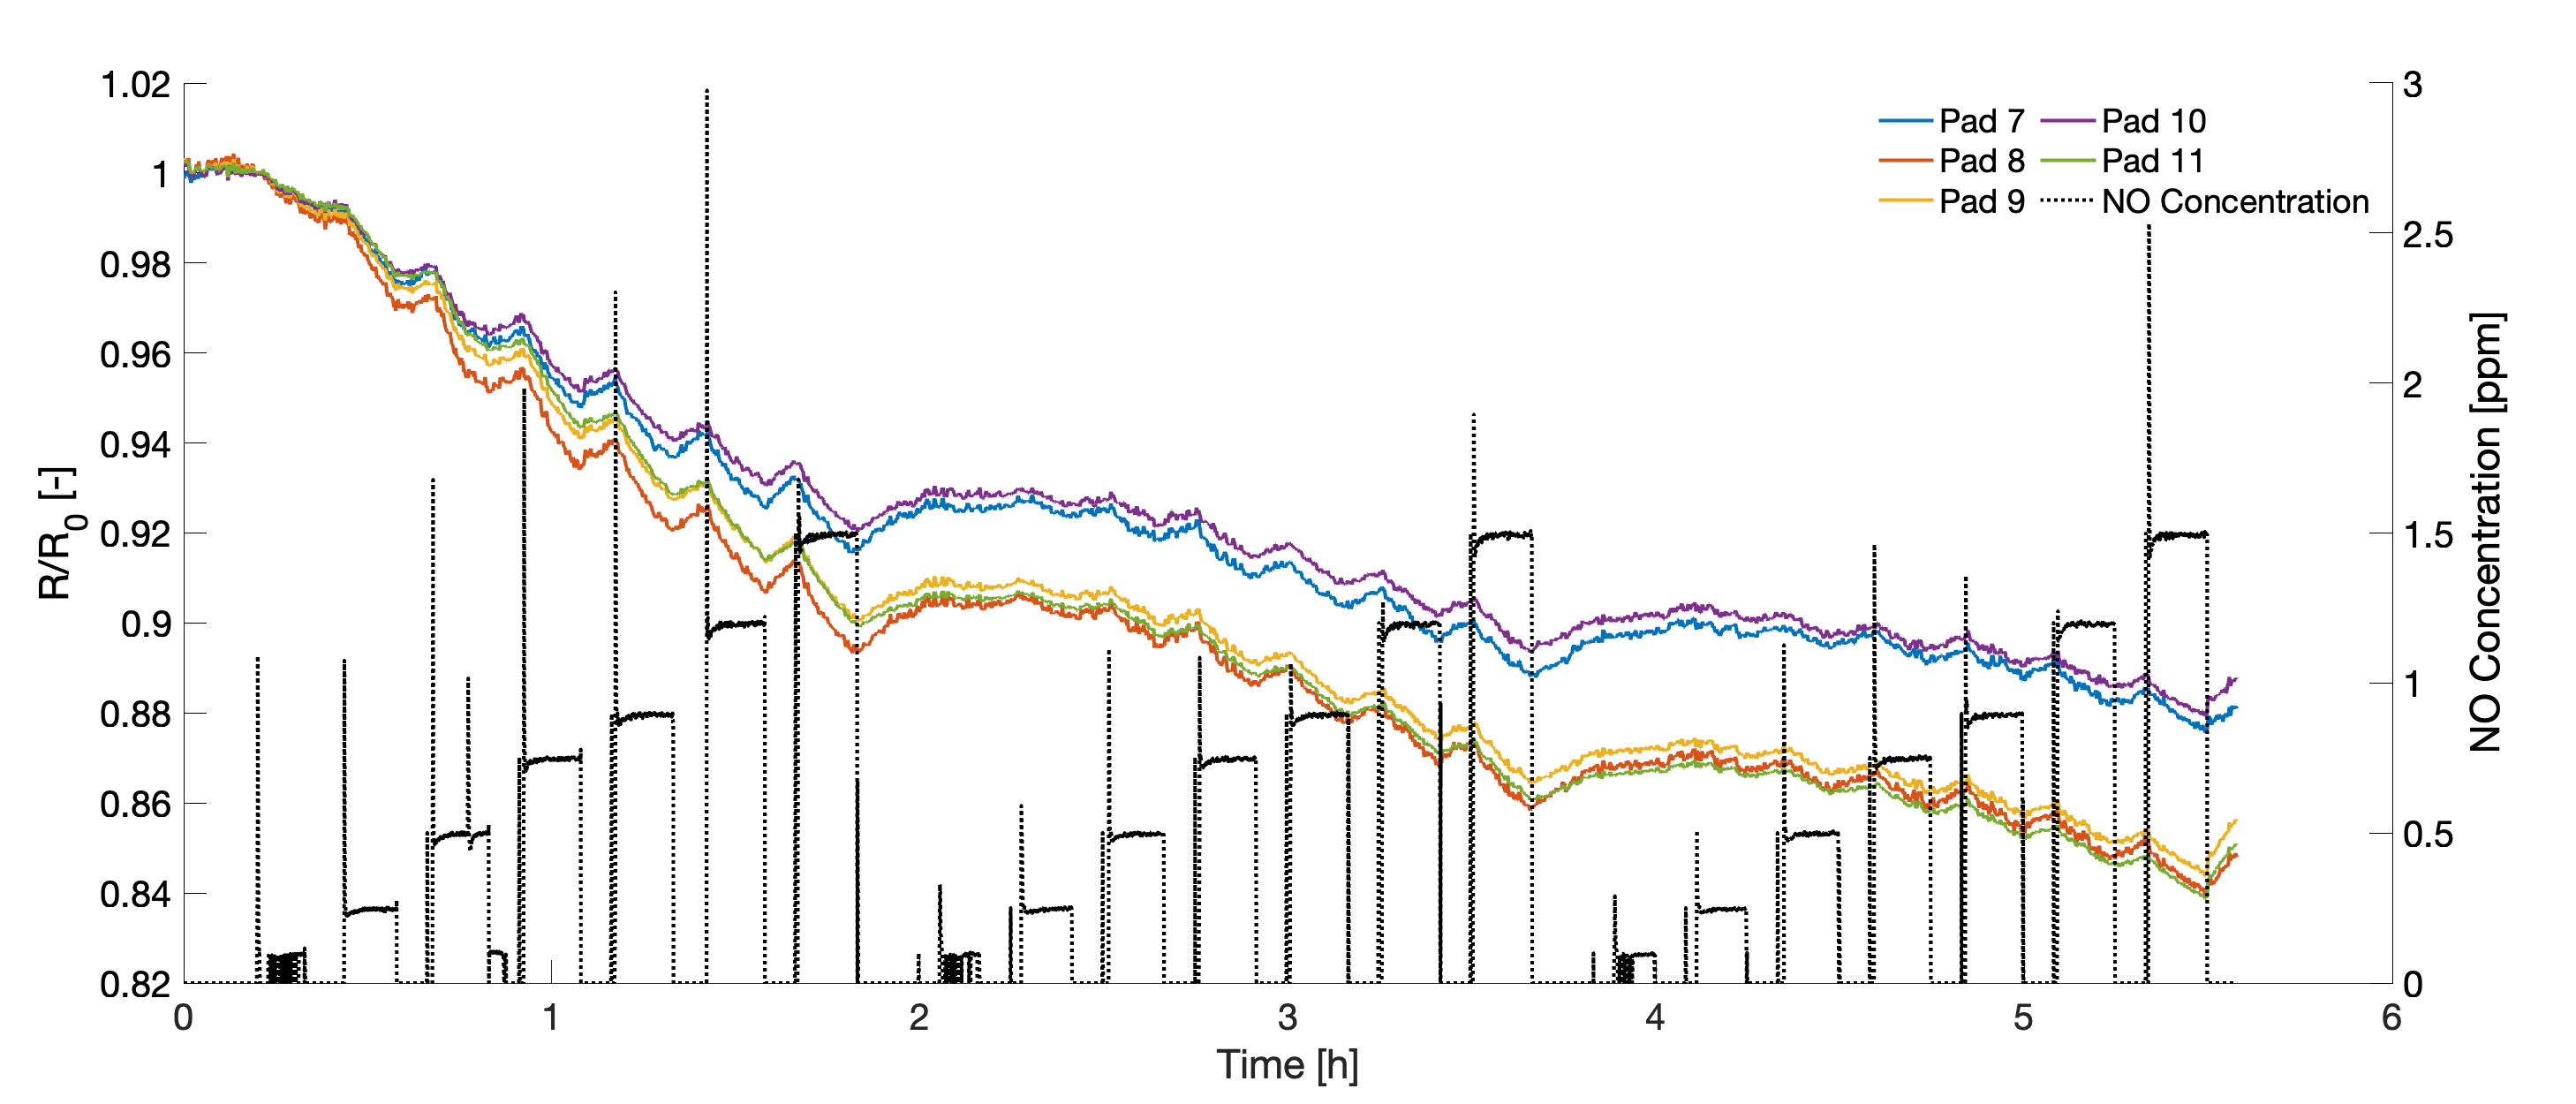 1.02
1
0.98
0.96
0.94
0.92
0.9
0.88
0.86
0.84
0.82
R/R0 [-]
0 1 2 3 4 5 6
Time [h]
3
2.5
2
1.5
1
0.5
0
NO Concentration [ppm]
Pad 7 Pad 10
Pad 8 Pad 11
Pad 9 NO Concentration